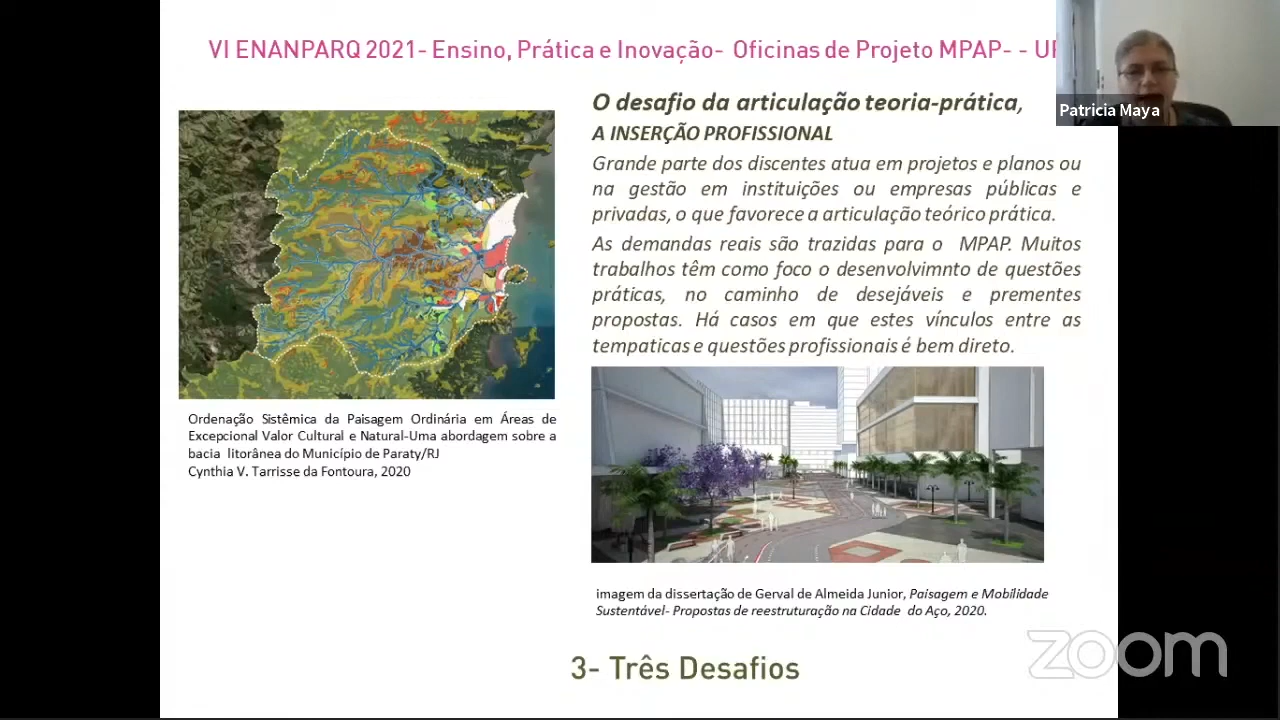 VI ENANPARQ 2021- Ensino, Prática e Inovação- Oficinas de Projeto MPAP- - UF
Patricia Maya
O desafio da articulação teoria-prática,
A INSERÇÃO PROFISSIONAL
Grande parte dos discentes atua em projetos e planos ou
na gestão em instituições ou empresas públicas e
privadas, o que favorece a articulação teórico prática.
As demandas reais são trazidas para o MPAP. Muitos
trabalhos têm como foco o desenvolvimnto de questões
práticas, no caminho de desejáveis e prementes
propostas. Há casos em que estes vínculos entre as
tempaticas e questões profissionais é bem direto.
Ordenação Sistêmica da Paisagem Ordinária em Áreas de
Excepcional Valor Cultural e Natural-Uma abordagem sobre a
bacia litorânea do Município de Paraty/RJ
Cynthia V. Tarrisse da Fontoura, 2020
imagem da dissertação de Gerval de Almeida Junior, Paisagem e Mobilidade
Sustentável- Propostas de reestruturação na Cidade do Aço, 2020.
3- Três Desafios
zoom